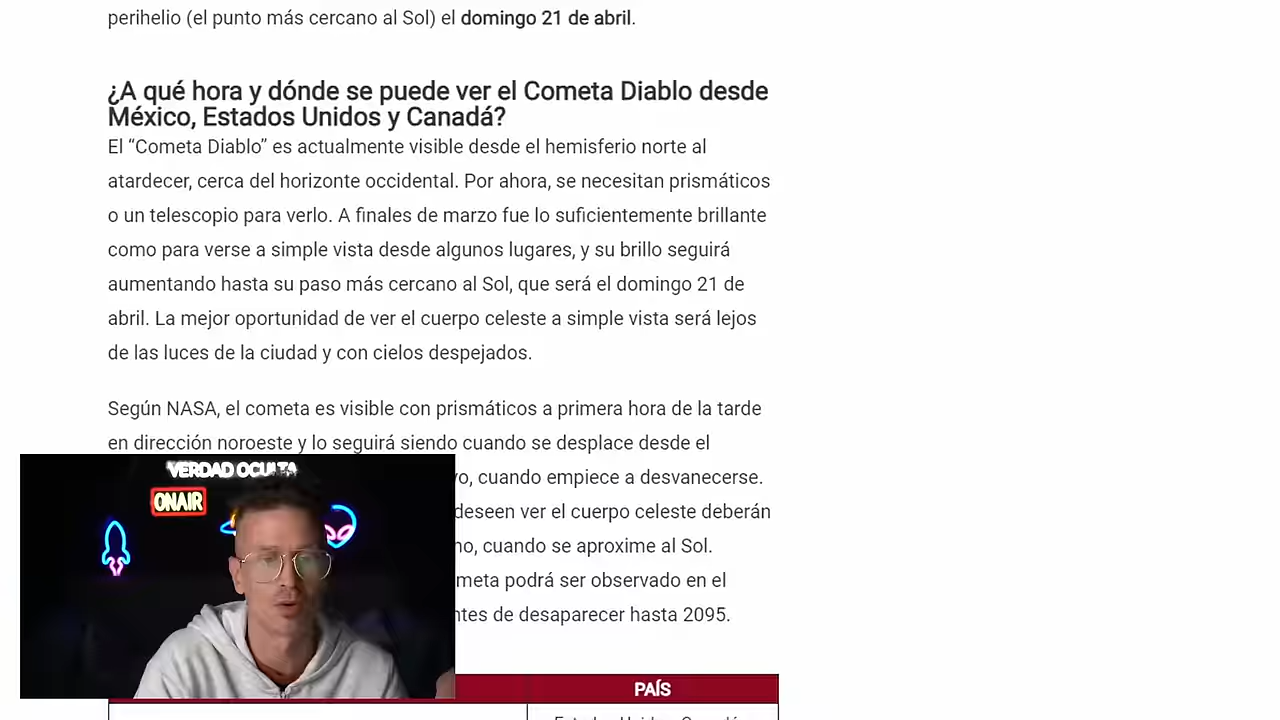 perihelio (el punto más cercano al Sol) el domingo 21 de abril.
¿A qué hora y dónde se puede ver el Cometa Diablo desde
México, Estados Unidos y Canadá?
El “Cometa Diablo” es actualmente visible desde el hemisferio norte al
atardecer, cerca del horizonte occidental. Por ahora, se necesitan prismáticos
o un telescopio para verlo. A finales de marzo fue lo suficientemente brillante
como para verse a simple vista desde algunos lugares, y su brillo seguirá
aumentando hasta su paso más cercano al Sol, que será el domingo 21 de
abril. La mejor oportunidad de ver el cuerpo celeste a simple vista será lejos
de las luces de la ciudad y con cielos despejados.
Según NASA, el cometa es visible con prismáticos a primera hora de la tarde
en dirección noroeste y lo seguirá siendo cuando se desplace desde el
cuando empiece a desvanecerse.
deseen ver el cuerpo celeste deberán
cuando se aproxime al Sol.
podrá ser observado en el
de desaparecer hasta 2095.
VERDAD OCULTA
ON AIR
PAÍS